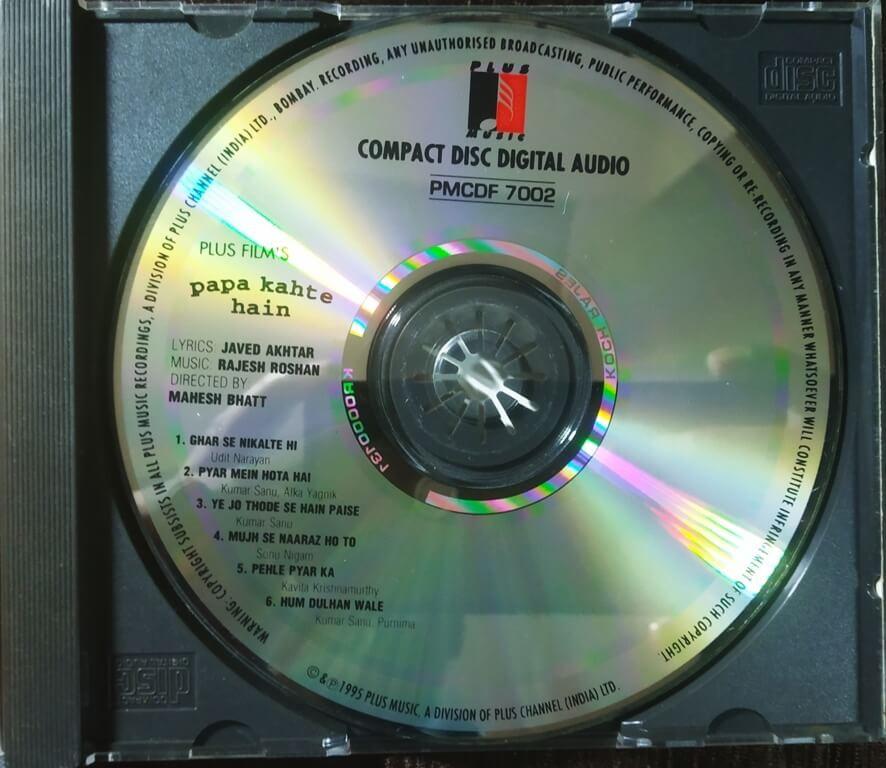 WARNING: COPYRIGHT SUBSISTS IN ALL PLUS MUSIC RECORDINGS, A DIVISION OF PLUS CHANNEL (INDIA) LTD., BOMBAY. RECORDING, ANY UNAUTHORISED BROADCASTING, PUBLIC PERFORMANCE, COPYING OR RE-RECORDING IN ANY MANNER WHATSOEVER WILL CONSTITUTE INFRINGEMENT OF SUCH COPYRIGHT.
PLUS
MUSIC
COMPACT
disc
DIGITAL AUDIO
COMPACT DISC DIGITAL AUDIO
PMCDF 7002
PLUS FILM'S
papa kahte
hain
LYRICS: JAVED AKHTAR
MUSIC: RAJESH ROSHAN
DIRECTED BY
MAHESH BHATT
1. GHAR SE NIKALTE HI
Udit Narayan
2. PYAR MEIN HOTA HAI
Kumar Sanu, Alka Yagnik
3. YE JO THODE SE HAIN PAISE
Kumar Sanu
4. MUJH SE NAARAZ HO TO
Sonu Nigam
5. PEHLE PYAR KA
Kavita Krishnamurthy
6. HUM DULHAN WALE
Kumar Sanu, Purnima
KOCH
COMPACT
disc
DIGITAL AUDIO
©&℗1995 PLUS MUSIC, A DIVISION OF PLUS CHANNEL (INDIA) LTD.